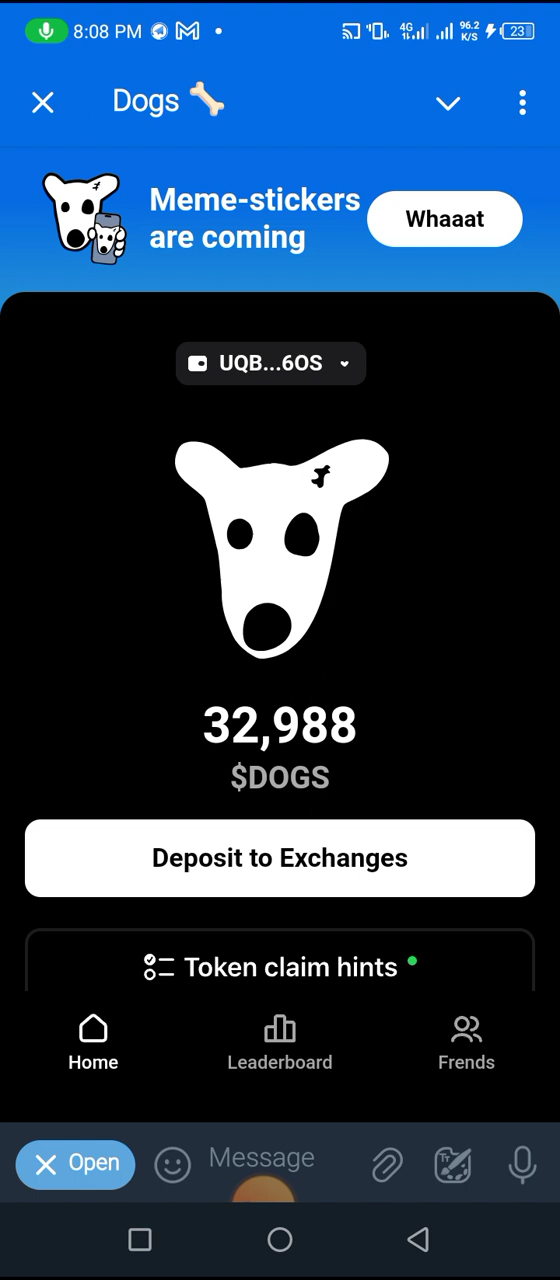 8:08 PM
4G
96.2
K/S
23
Dogs 🦴
Meme-stickers
are coming
Whaaat
UQB...6OS
32,988
$DOGS
Deposit to Exchanges
Token claim hints
Home
Leaderboard
Frends
Open
Message